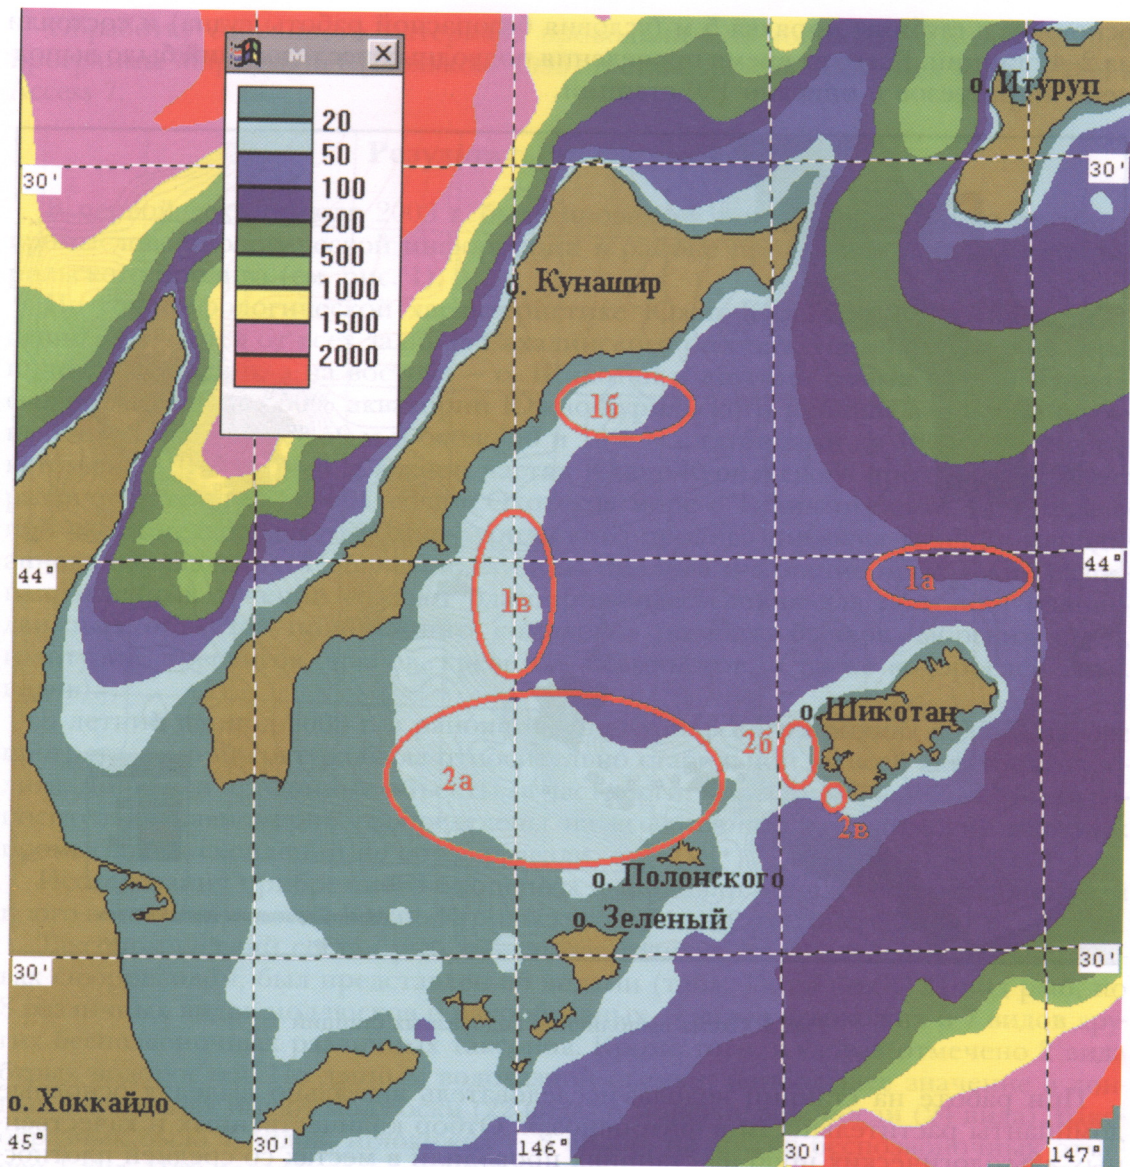 м
20
50
100
200
500
1000
1500
2000
о. Итуруп
30'
30'
о. Кунашир
1б
44°
44°
1а
1в
о. Шикотан
2б
2а
2в
о. Полонского
о. Зеленый
30'
30'
о. Хоккайдо
45°
30'
146°
30'
147°